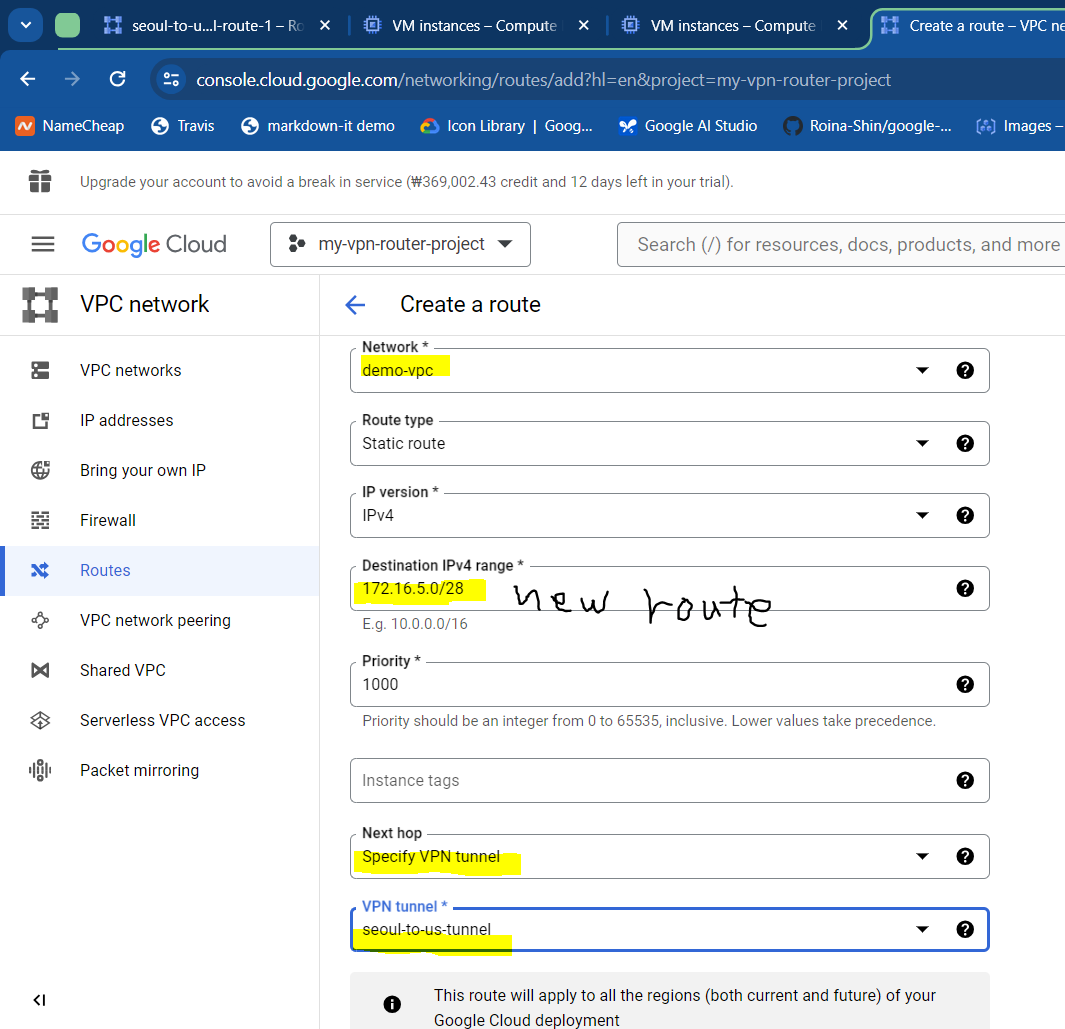 seoul-to-u...l-route-1 – Ro
VM instances – Compute
VM instances – Compute
Create a route – VPC ne
console.cloud.google.com/networking/routes/add?hl=en&project=my-vpn-router-project
NameCheap
Travis
markdown-it demo
Icon Library | Goog...
Google AI Studio
Roina-Shin/google-...
Images –
Upgrade your account to avoid a break in service (₩369,002.43 credit and 12 days left in your trial).
Google Cloud
my-vpn-router-project
Search (/) for resources, docs, products, and more
VPC network
Create a route
VPC networks
IP addresses
Bring your own IP
Firewall
Routes
VPC network peering
Shared VPC
Serverless VPC access
Packet mirroring
Network *
demo-vpc
Route type
Static route
IP version *
IPv4
Destination IPv4 range *
172.16.5.0/28
new route
E.g. 10.0.0.0/16
Priority *
1000
Priority should be an integer from 0 to 65535, inclusive. Lower values take precedence.
Instance tags
Next hop
Specify VPN tunnel
VPN tunnel *
seoul-to-us-tunnel
This route will apply to all the regions (both current and future) of your
Google Cloud deployment